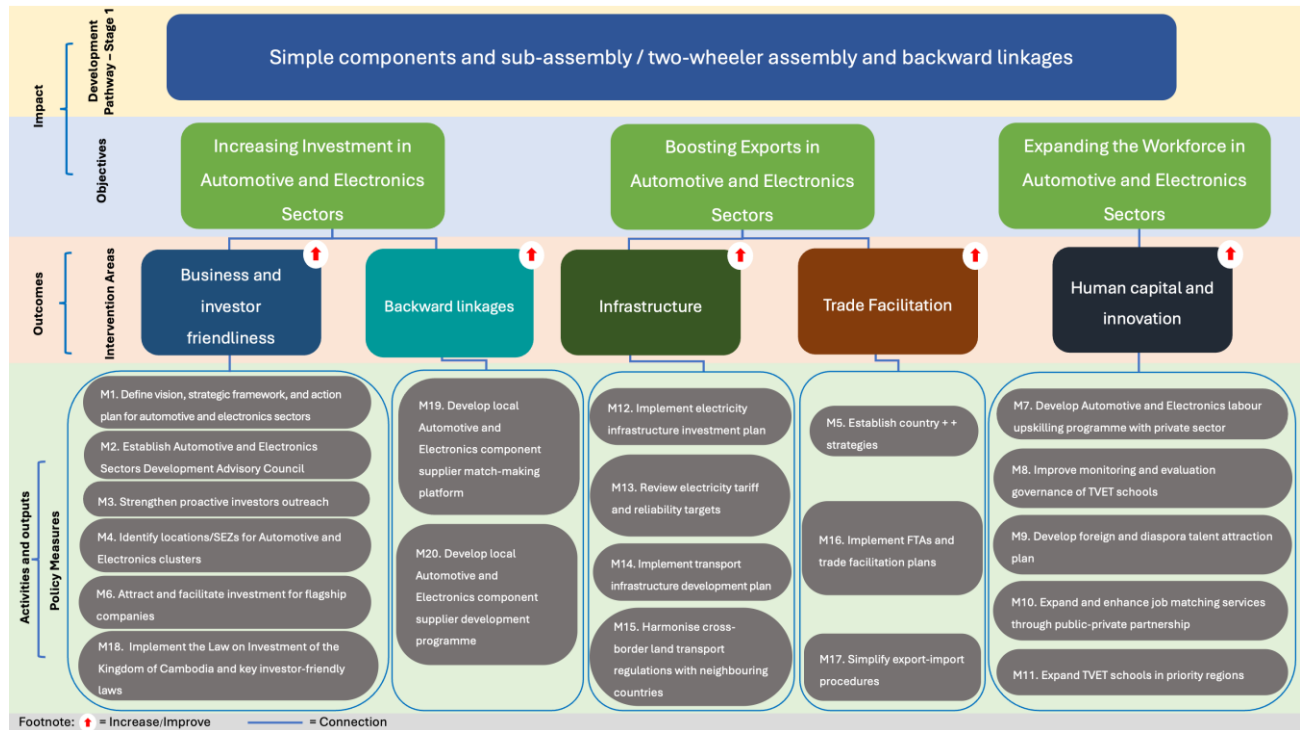 Impact
Development
Pathway – Stage 1
Simple components and sub-assembly / two-wheeler assembly and backward linkages
Objectives
Increasing Investment in
Automotive and Electronics
Sectors
Boosting Exports in
Automotive and Electronics
Sectors
Expanding the Workforce in
Automotive and Electronics
Sectors
Outcomes
Intervention Areas
Business and
investor
friendliness
Backward linkages
Infrastructure
Trade Facilitation
Human capital and
innovation
Activities and outputs
Policy Measures
M1. Define vision, strategic framework, and action
plan for automotive and electronics sectors
M2. Establish Automotive and Electronics
Sectors Development Advisory Council
M3. Strengthen proactive investors outreach
M4. Identify locations/SEZs for Automotive and
Electronics clusters
M6. Attract and facilitate investment for flagship
companies
M18. Implement the Law on Investment of the
Kingdom of Cambodia and key investor-friendly
laws
M19. Develop local
Automotive and
Electronics component
supplier match-making
platform
M20. Develop local
Automotive and
Electronics component
supplier development
programme
M12. Implement electricity
infrastructure investment plan
M13. Review electricity tariff
and reliability targets
M14. Implement transport
infrastructure development plan
M15. Harmonise cross-
border land transport
regulations with neighbouring
countries
M5. Establish country + +
strategies
M16. Implement FTAs and
trade facilitation plans
M17. Simplify export-import
procedures
M7. Develop Automotive and Electronics labour
upskilling programme with private sector
M8. Improve monitoring and evaluation
governance of TVET schools
M9. Develop foreign and diaspora talent attraction
plan
M10. Expand and enhance job matching services
through public-private partnership
M11. Expand TVET schools in priority regions
Footnote: = Increase/Improve = Connection